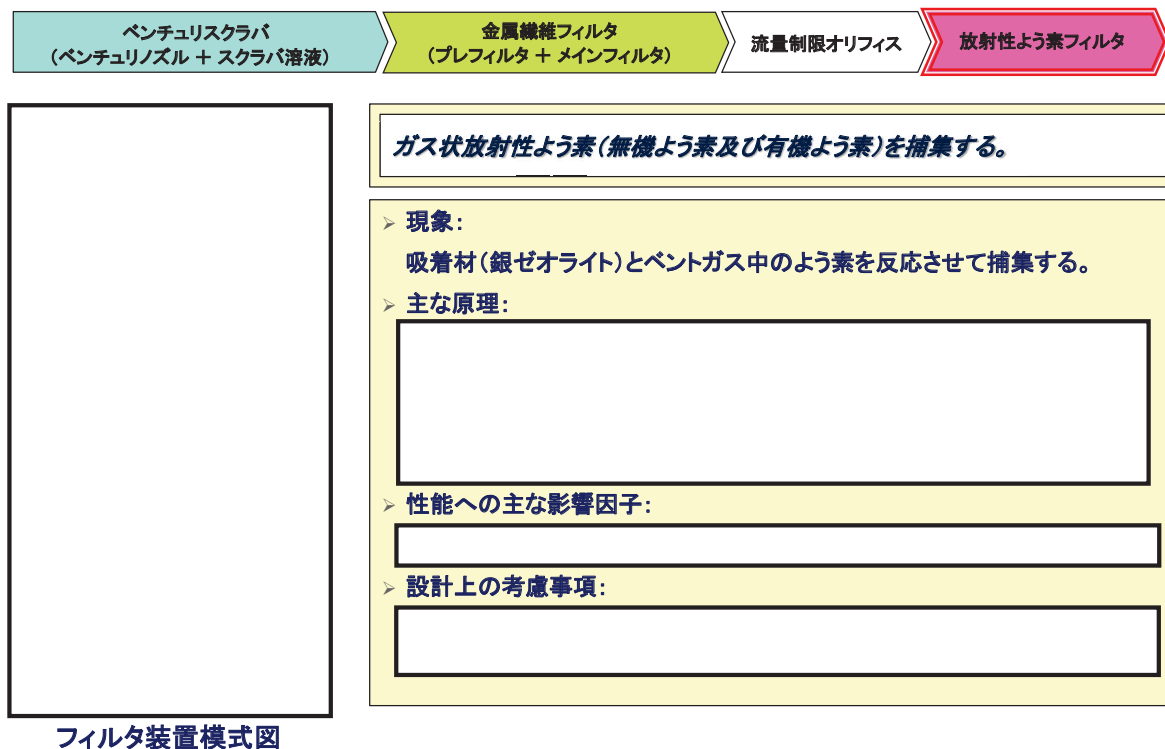 ベンチュリスクラバ
（ベンチュリノズル ＋ スクラバ溶液）
金属繊維フィルタ
（プレフィルタ ＋ メインフィルタ）
流量制限オリフィス
放射性よう素フィルタ
ガス状放射性よう素（無機よう素及び有機よう素）を捕集する。
➢ 現象：
吸着材（銀ゼオライト）とベントガス中のよう素を反応させて捕集する。
➢ 主な原理：
➢ 性能への主な影響因子：
➢ 設計上の考慮事項：
フィルタ装置模式図